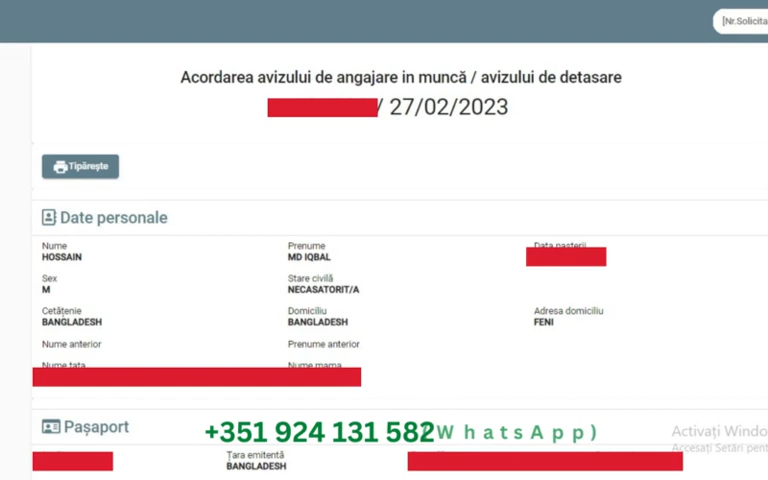 [Nr.Solicita
Acordarea avizului de angajare in muncă / avizului de detasare
/ 27/02/2023
Tipărește
Date personale
Nume Prenume Data nasterii
HOSSAIN MD IQBAL
Sex Stare civilă
M NECASATORIT/A
Cetățenie Domiciliu Adresa domiciliu
BANGLADESH BANGLADESH FENI
Nume anterior Prenume anterior
Nume tata Nume mama
Pașaport
+351 924 131 582 (WhatsApp)
Activați Windo
Accesați Setări pent
Țara emitentă
BANGLADESH